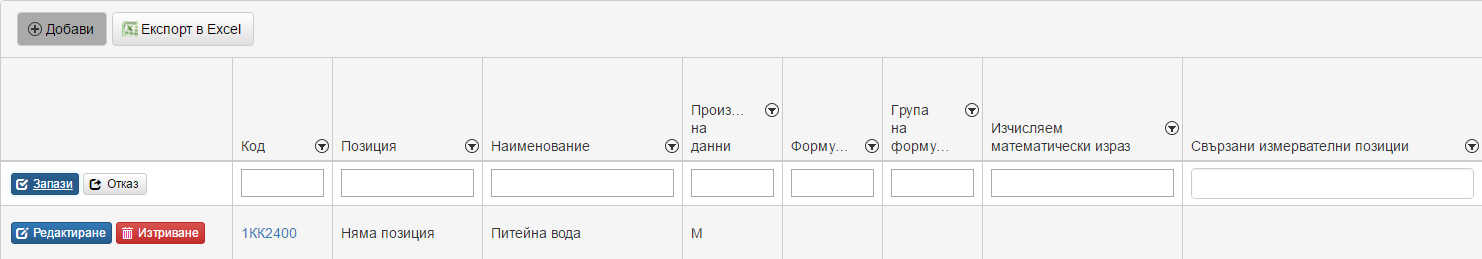 Добави Експорт в Excel
Код Позиция Наименование Произ... на данни Форму... Група на форму... Изчисляем математически израз Свързани измервателни позиции
Запази Отказ
Редактиране Изтриване 1КК2400 Няма позиция Питейна вода М